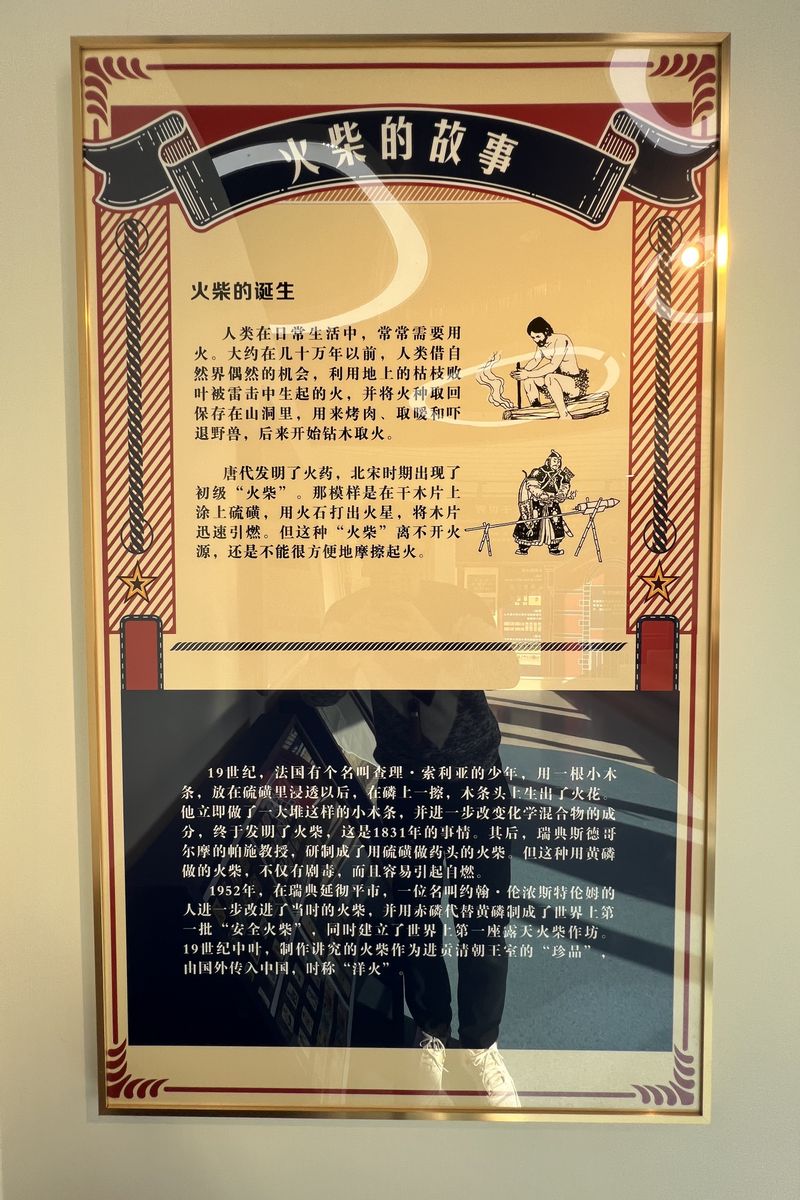 火柴的故事
火柴的诞生
人类在日常生活中，常常需要用
火。大约在几十万年以前，人类借自
然界偶然的机会，利用地上的枯枝败
叶被雷击中生起的火，并将火种取回
保存在山洞里，用来烤肉、取暖和吓
退野兽，后来开始钻木取火。
唐代发明了火药，北宋时期出现了
初级“火柴”。那模样是在干木片上
涂上硫磺，用火石打出火星，将木片
迅速引燃。但这种“火柴”离不开火
源，还是不能很方便地摩擦起火。
19世纪，法国有个名叫查理·索利亚的少年，用一根小木
条，放在硫磺里浸透以后，在磷上一擦，木条头上生出了火花。
他立即做了一大堆这样的小木条，并进一步改变化学混合物的成
分，终于发明了火柴，这是1831年的事情。其后，瑞典斯德哥
尔摩的帕施教授，研制成了用硫磺做药头的火柴。但这种用黄磷
做的火柴，不仅有剧毒，而且容易引起自燃。
1952年，在瑞典延彻平市，一位名叫约翰·伦浓斯特伦姆的
人进一步改进了当时的火柴，并用赤磷代替黄磷制成了世界上第
一批“安全火柴”，同时建立了世界上第一座露天火柴作坊。
19世纪中叶，制作讲究的火柴作为进贡清朝王室的“珍品”，
由国外传入中国，时称“洋火”。